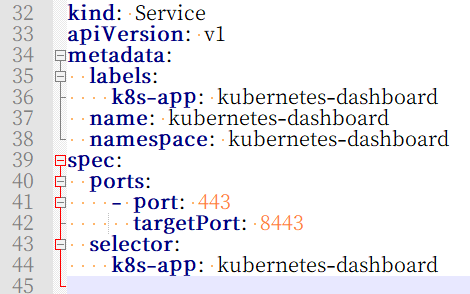 32 kind: Service
33 apiVersion: v1
34 metadata:
35   labels:
36     k8s-app: kubernetes-dashboard
37   name: kubernetes-dashboard
38   namespace: kubernetes-dashboard
39 spec:
40   ports:
41     - port: 443
42       targetPort: 8443
43   selector:
44     k8s-app: kubernetes-dashboard
45